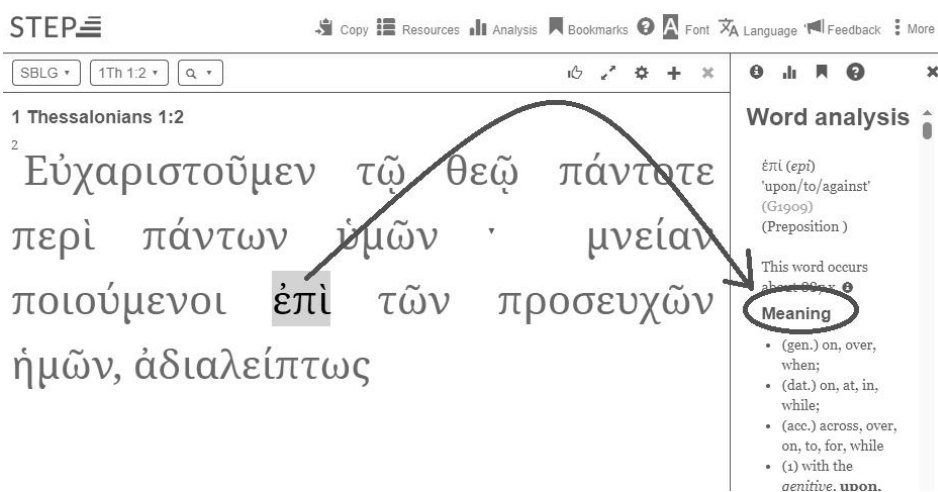 STEP
Copy Resources Analysis Bookmarks Font Language Feedback More
SBLG 1Th 1:2
1 Thessalonians 1:2
2
Εὐχαριστοῦμεν τῷ θεῷ πάντοτε
περὶ πάντων ὑμῶν · μνείαν
ποιούμενοι ἐπὶ τῶν προσευχῶν
ἡμῶν, ἀδιαλείπτως
Word analysis
ἐπί (epi)
'upon/to/against'
(G1909)
(Preposition )
This word occurs
about x
Meaning
• (gen.) on, over,
when;
• (dat.) on, at, in,
while;
• (acc.) across, over,
on, to, for, while
• (1) with the
genitive, upon,